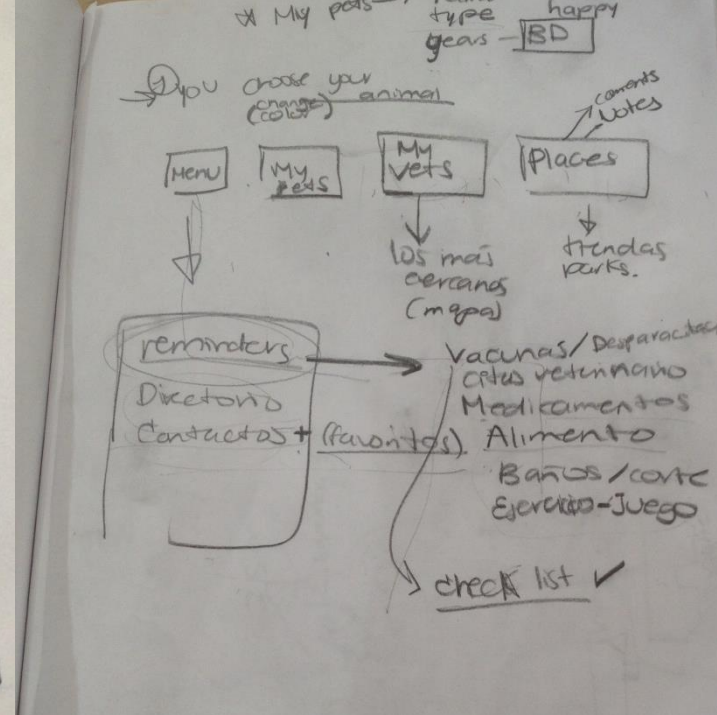 * My pets
type happy
years - BD
→ ① you choose your
(change color) animal
coments
Notes
Menu
My pets
My vets
Places
los más
cercanos
(mapa)
tiendas
parks.
reminders
Directorio
Contactos + (favoritos)
Vacunas/
Citas veterinario
Medicamentos
Alimento
Baños/corte
Ejercicio-Juego
check list ✓